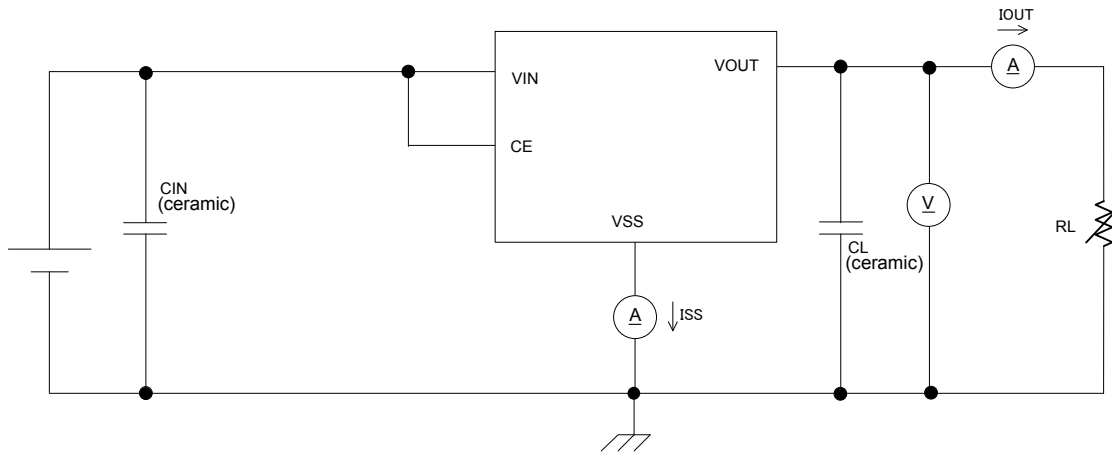 IOUT
A
VIN
VOUT
CE
CIN
(ceramic)
V
VSS
CL
(ceramic)
RL
A
ISS